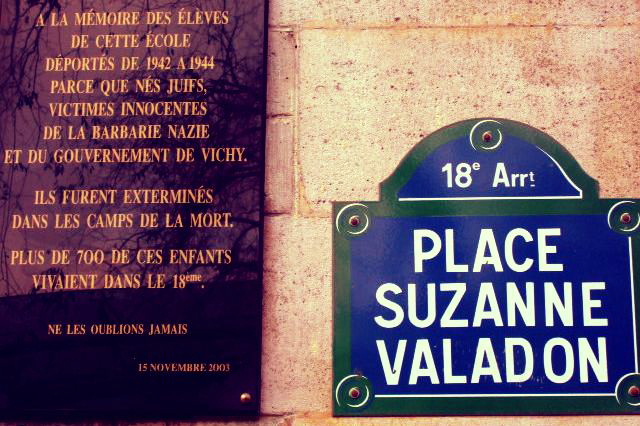 A LA MÉMOIRE DES ÉLÈVES
DE CETTE ÉCOLE
DÉPORTÉS DE 1942 A 1944
PARCE QUE NÉS JUIFS,
VICTIMES INNOCENTES
DE LA BARBARIE NAZIE
ET DU GOUVERNEMENT DE VICHY.
ILS FURENT EXTERMINÉS
DANS LES CAMPS DE LA MORT.
PLUS DE 700 DE CES ENFANTS
VIVAIENT DANS LE 18eme.
NE LES OUBLIONS JAMAIS
15 NOVEMBRE 2003
18e Arrt
PLACE
SUZANNE
VALADON